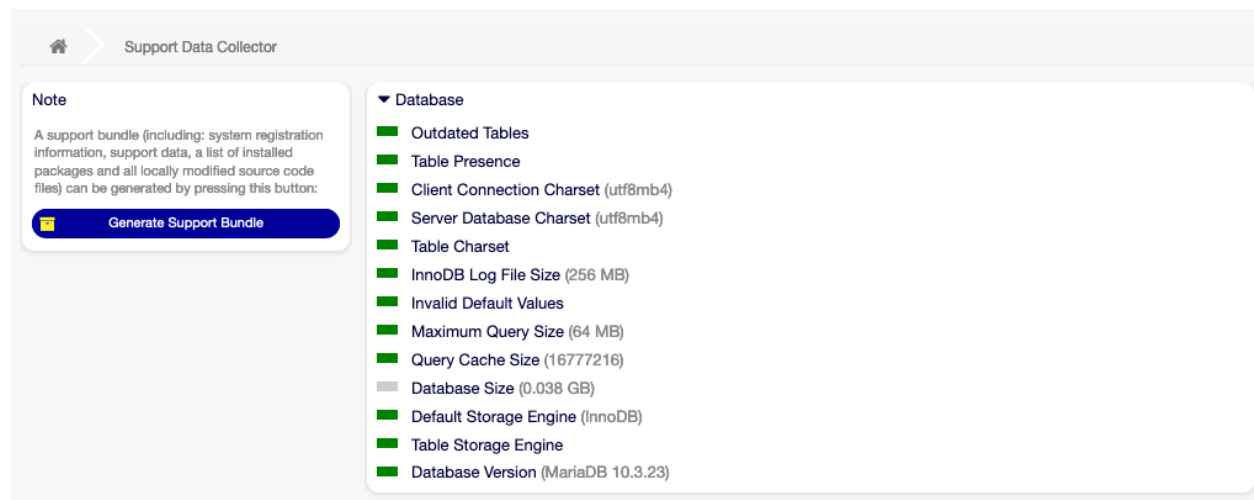 Support Data Collector
Note
A support bundle (including: system registration
information, support data, a list of installed
packages and all locally modified source code
files) can be generated by pressing this button:
Generate Support Bundle
Database
Outdated Tables
Table Presence
Client Connection Charset (utf8mb4)
Server Database Charset (utf8mb4)
Table Charset
InnoDB Log File Size (256 MB)
Invalid Default Values
Maximum Query Size (64 MB)
Query Cache Size (16777216)
Database Size (0.038 GB)
Default Storage Engine (InnoDB)
Table Storage Engine
Database Version (MariaDB 10.3.23)